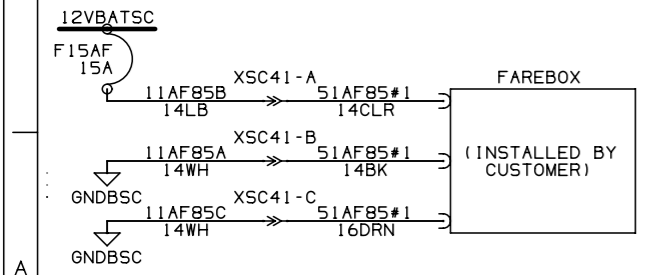 12VBATSC
F15AF
15A
XSC41-A
FAREBOX
11AF85B
51AF85#1
14LB
14CLR
XSC41-B
11AF85A
51AF85#1
(INSTALLED BY
14WH
14BK
CUSTOMER)
GNDBSC
XSC41-C
11AF85C
51AF85#1
14WH
16DRN
GNDBSC
A